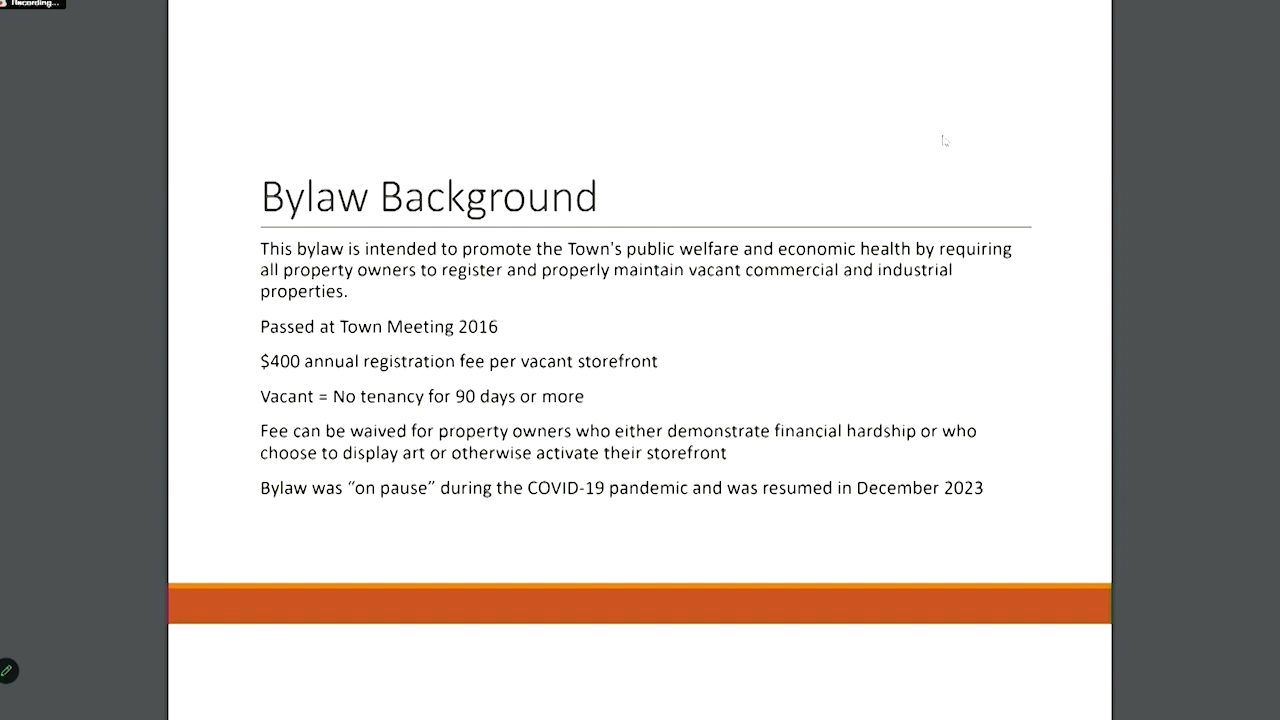 Recording...
Bylaw Background
This bylaw is intended to promote the Town's public welfare and economic health by requiring
all property owners to register and properly maintain vacant commercial and industrial
properties.
Passed at Town Meeting 2016
$400 annual registration fee per vacant storefront
Vacant = No tenancy for 90 days or more
Fee can be waived for property owners who either demonstrate financial hardship or who
choose to display art or otherwise activate their storefront
Bylaw was “on pause” during the COVID-19 pandemic and was resumed in December 2023